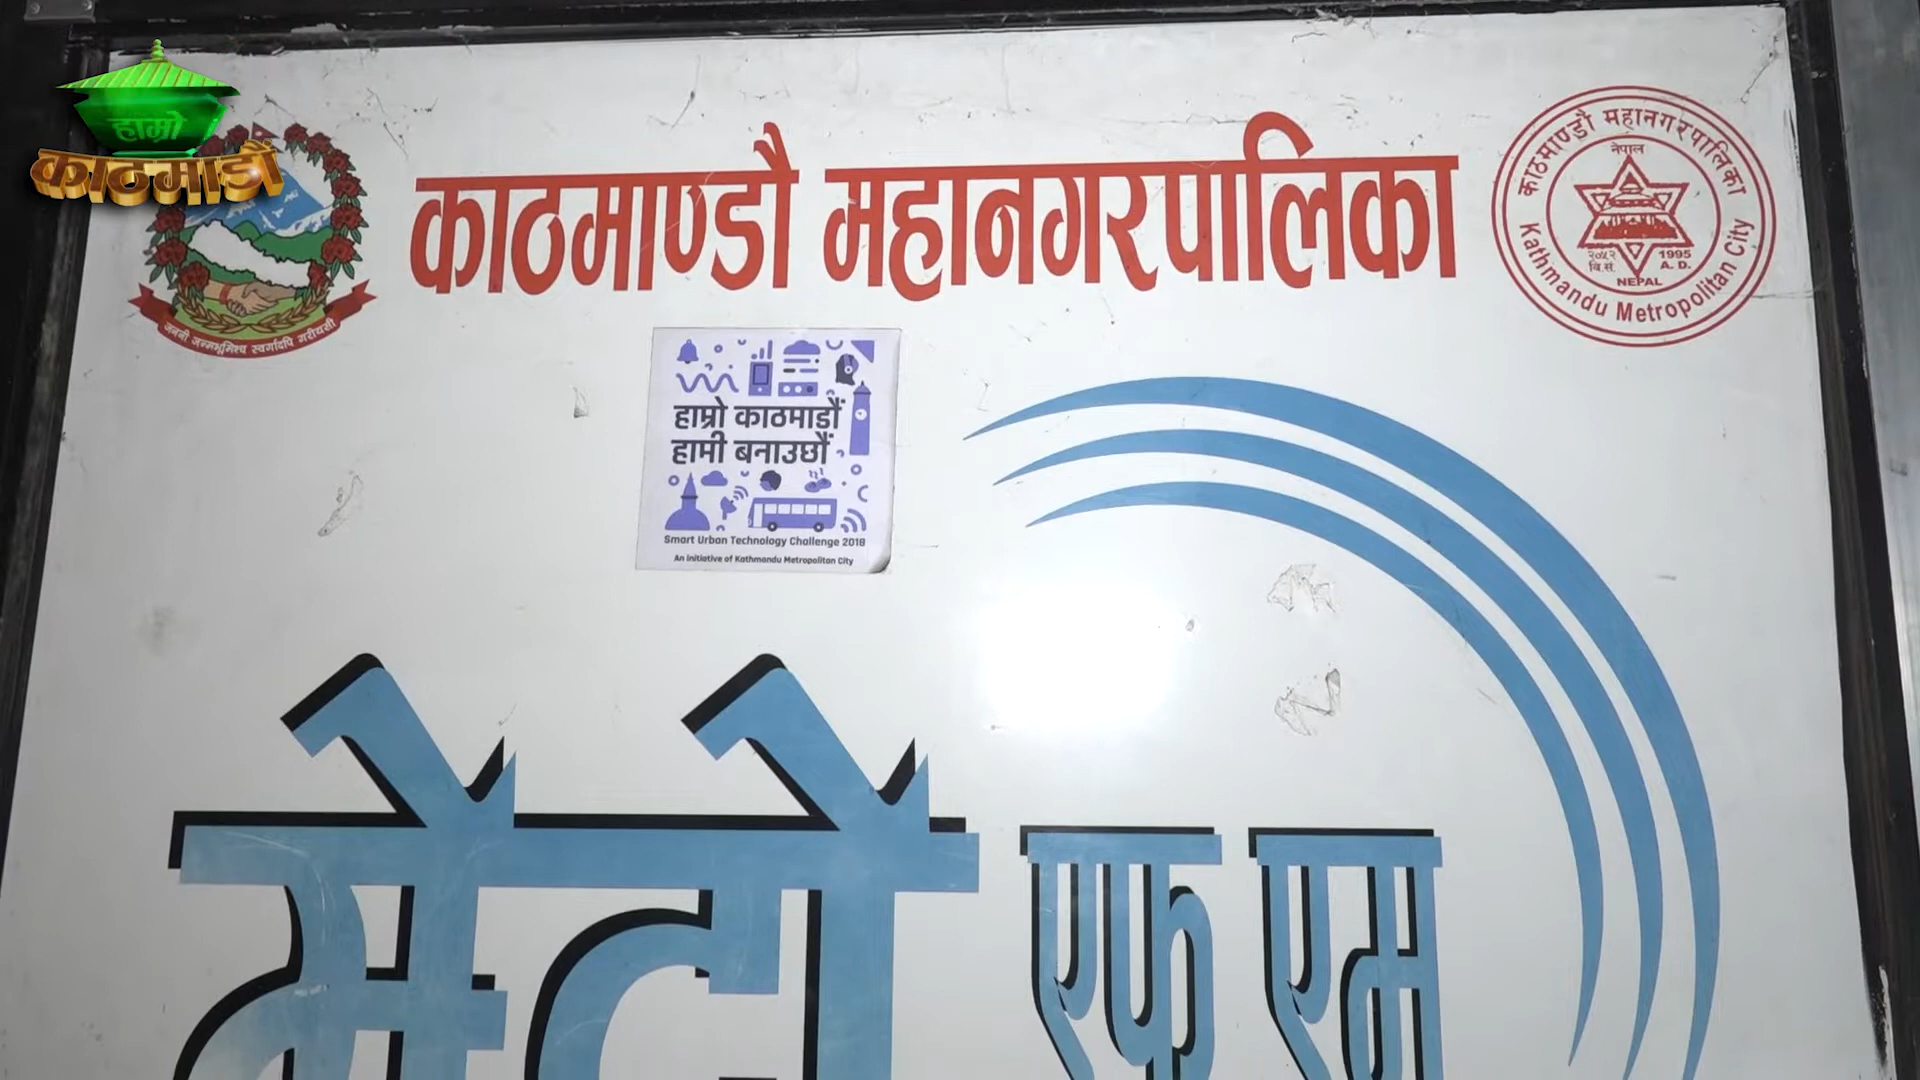 हाम्रो
काठमाडौं
काठमाण्डौ महानगरपालिका
जननी जन्मभूमिश्च स्वर्गादपि गरीयसी
काठमाण्डौ महानगरपालिका
नेपाल
२०५२
वि.सं.
1995
A. D.
NEPAL
Kathmandu Metropolitan City
हाम्रो काठमाडौं
हामी बनाउछौं
Smart Urban Technology Challenge 2018
An initiative of Kathmandu Metropolitan City
मेट्रो एफ एम